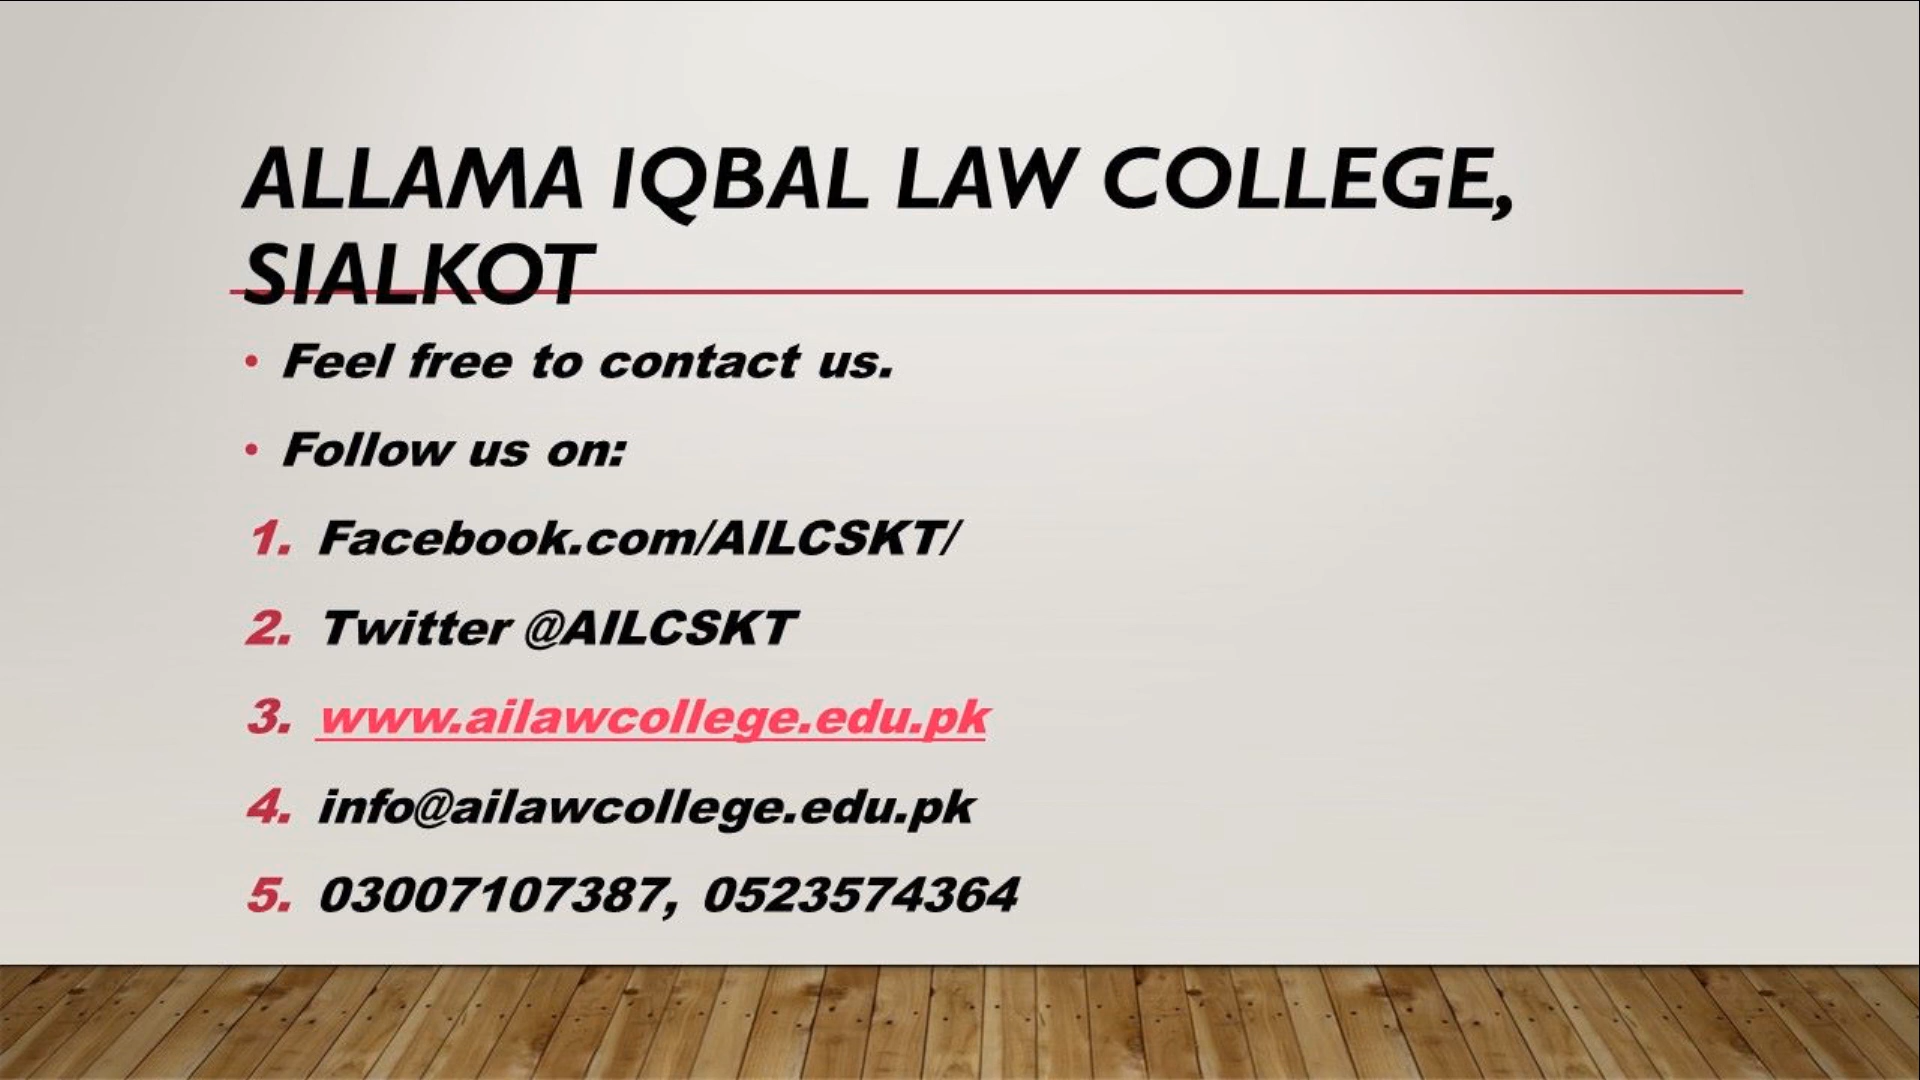 ALLAMA IQBAL LAW COLLEGE,
SIALKOT
• Feel free to contact us.
• Follow us on:
1. Facebook.com/AILCSKT/
2. Twitter @AILCSKT
3. www.ailawcollege.edu.pk
4. info@ailawcollege.edu.pk
5. 03007107387, 0523574364